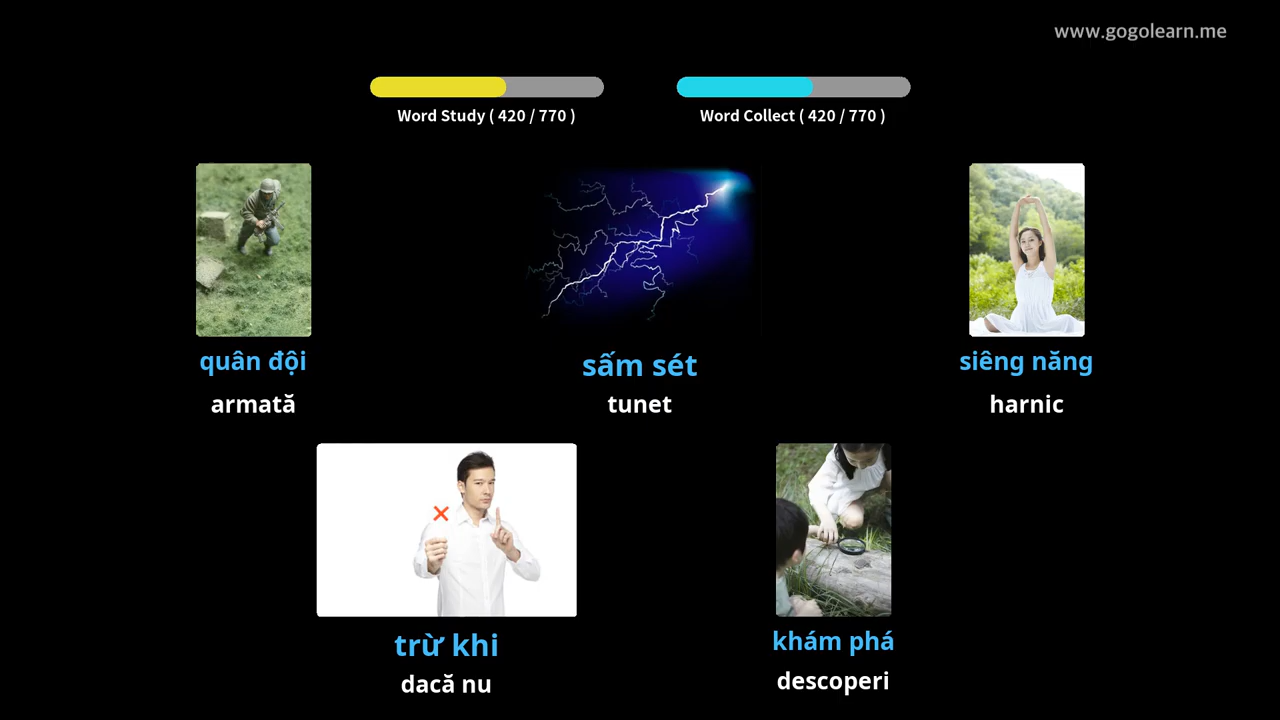 www.gogolearn.me
Word Study ( 420 / 770 )
Word Collect ( 420 / 770 )
quân đội
armată
sấm sét
tunet
siêng năng
harnic
trừ khi
dacă nu
khám phá
descoperi